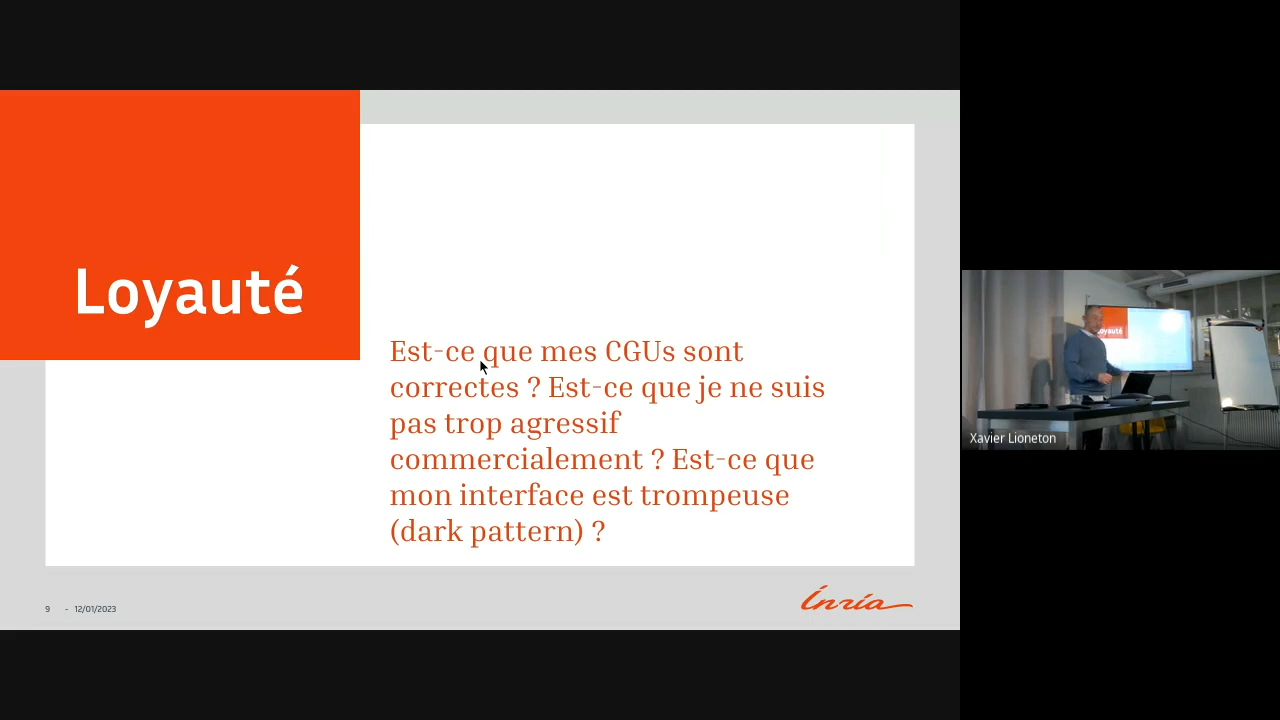 Loyauté
Est-ce que mes CGUs sont
correctes ? Est-ce que je ne suis
pas trop agressif
commercialement ? Est-ce que
mon interface est trompeuse
(dark pattern) ?
9 - 12/01/2023
Inria
Loyauté
Xavier Lioneton